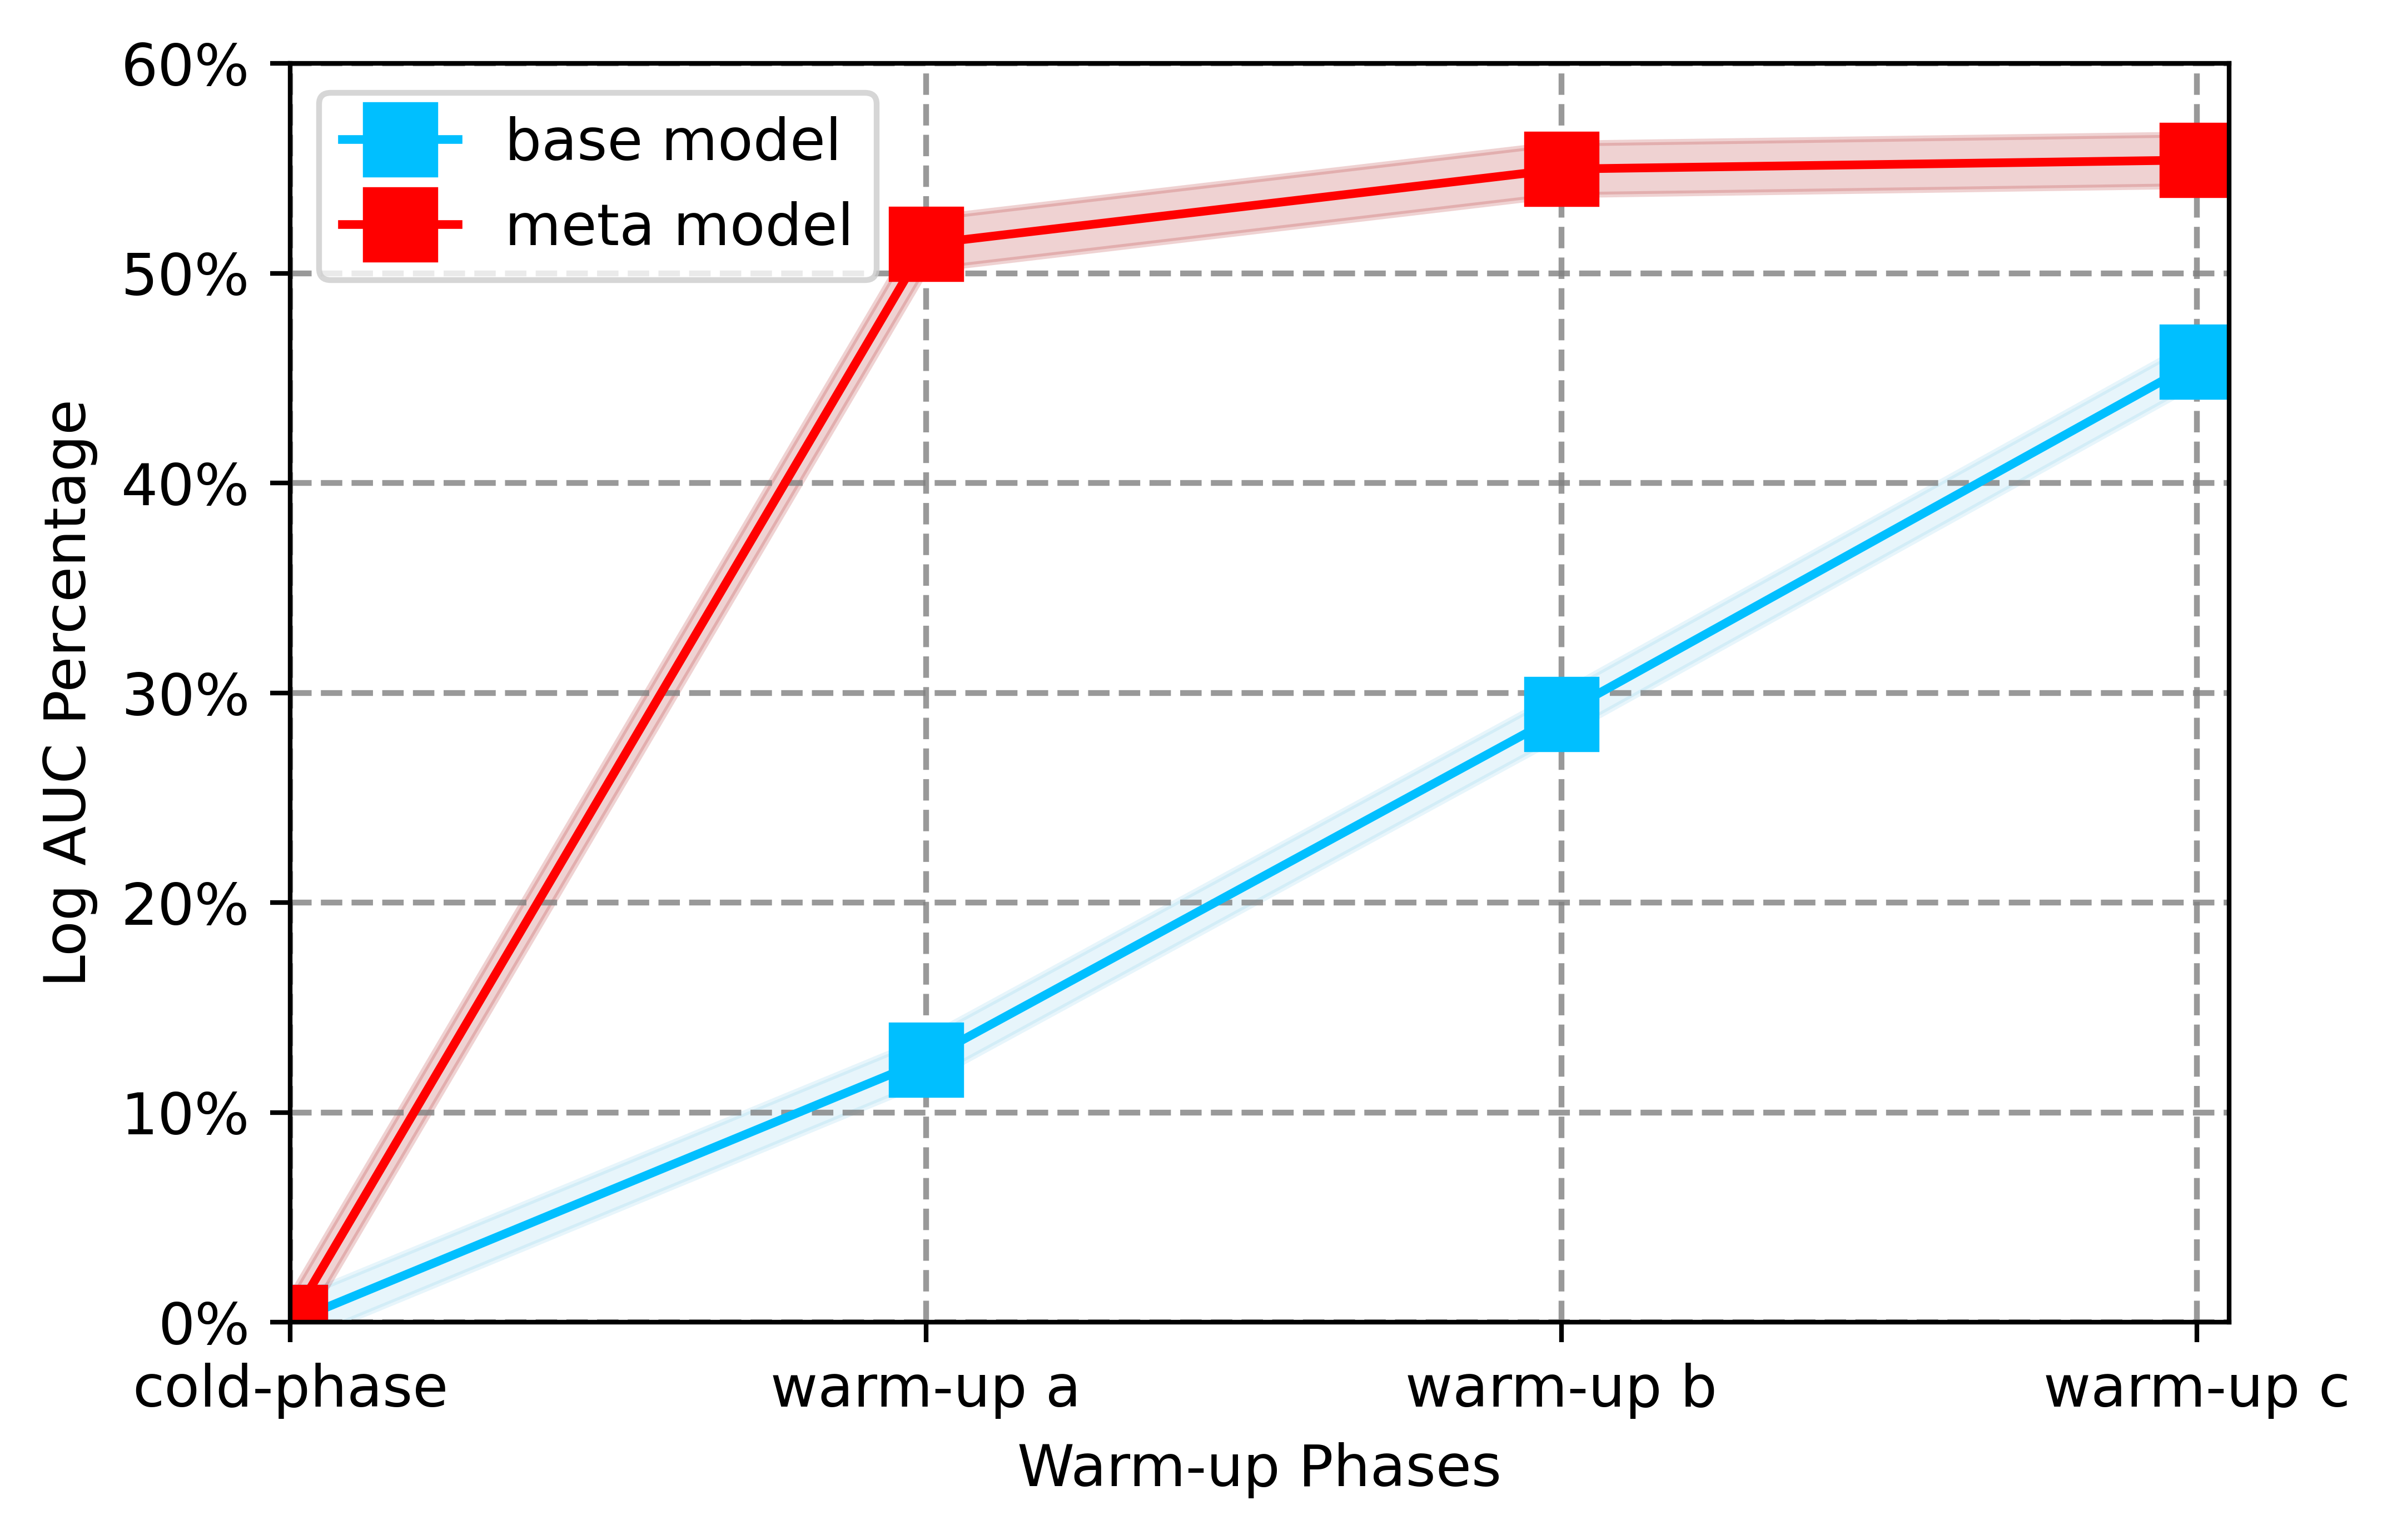 60%
50%
40%
30%
20%
10%
0%
Log AUC Percentage
base model
meta model
cold-phase
warm-up a
warm-up b
warm-up c
Warm-up Phases